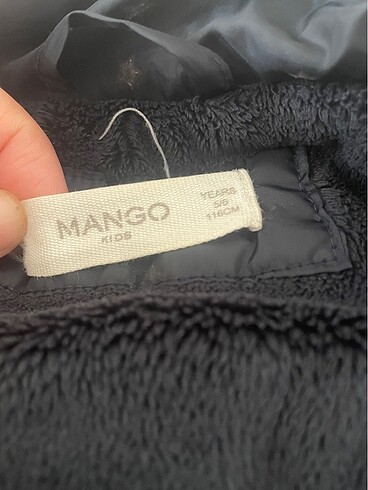 MANGO
KIDS
YEARS
5/6
116CM